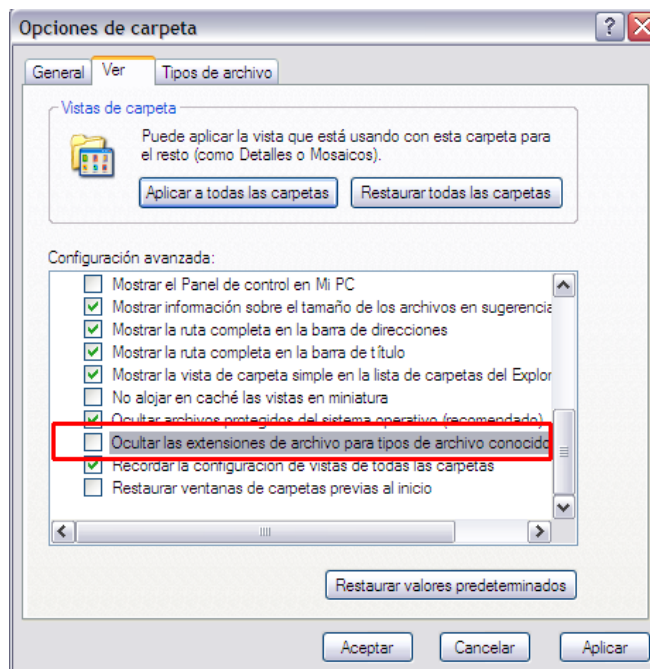 Opciones de carpeta
General
Ver
Tipos de archivo
Vistas de carpeta
Puede aplicar la vista que está usando con esta carpeta para
el resto (como Detalles o Mosaicos).
Aplicar a todas las carpetas
Restaurar todas las carpetas
Configuración avanzada:
Mostrar el Panel de control en Mi PC
Mostrar información sobre el tamaño de los archivos en sugerencia
Mostrar la ruta completa en la barra de direcciones
Mostrar la ruta completa en la barra de título
Mostrar la vista de carpeta simple en la lista de carpetas del Explor
No alojar en caché las vistas en miniatura
Ocultar archivos protegidos del sistema operativo (recomendado)
Ocultar las extensiones de archivo para tipos de archivo conocido
Recordar la configuración de vistas de todas las carpetas
Restaurar ventanas de carpetas previas al inicio
Restaurar valores predeterminados
Aceptar
Cancelar
Aplicar